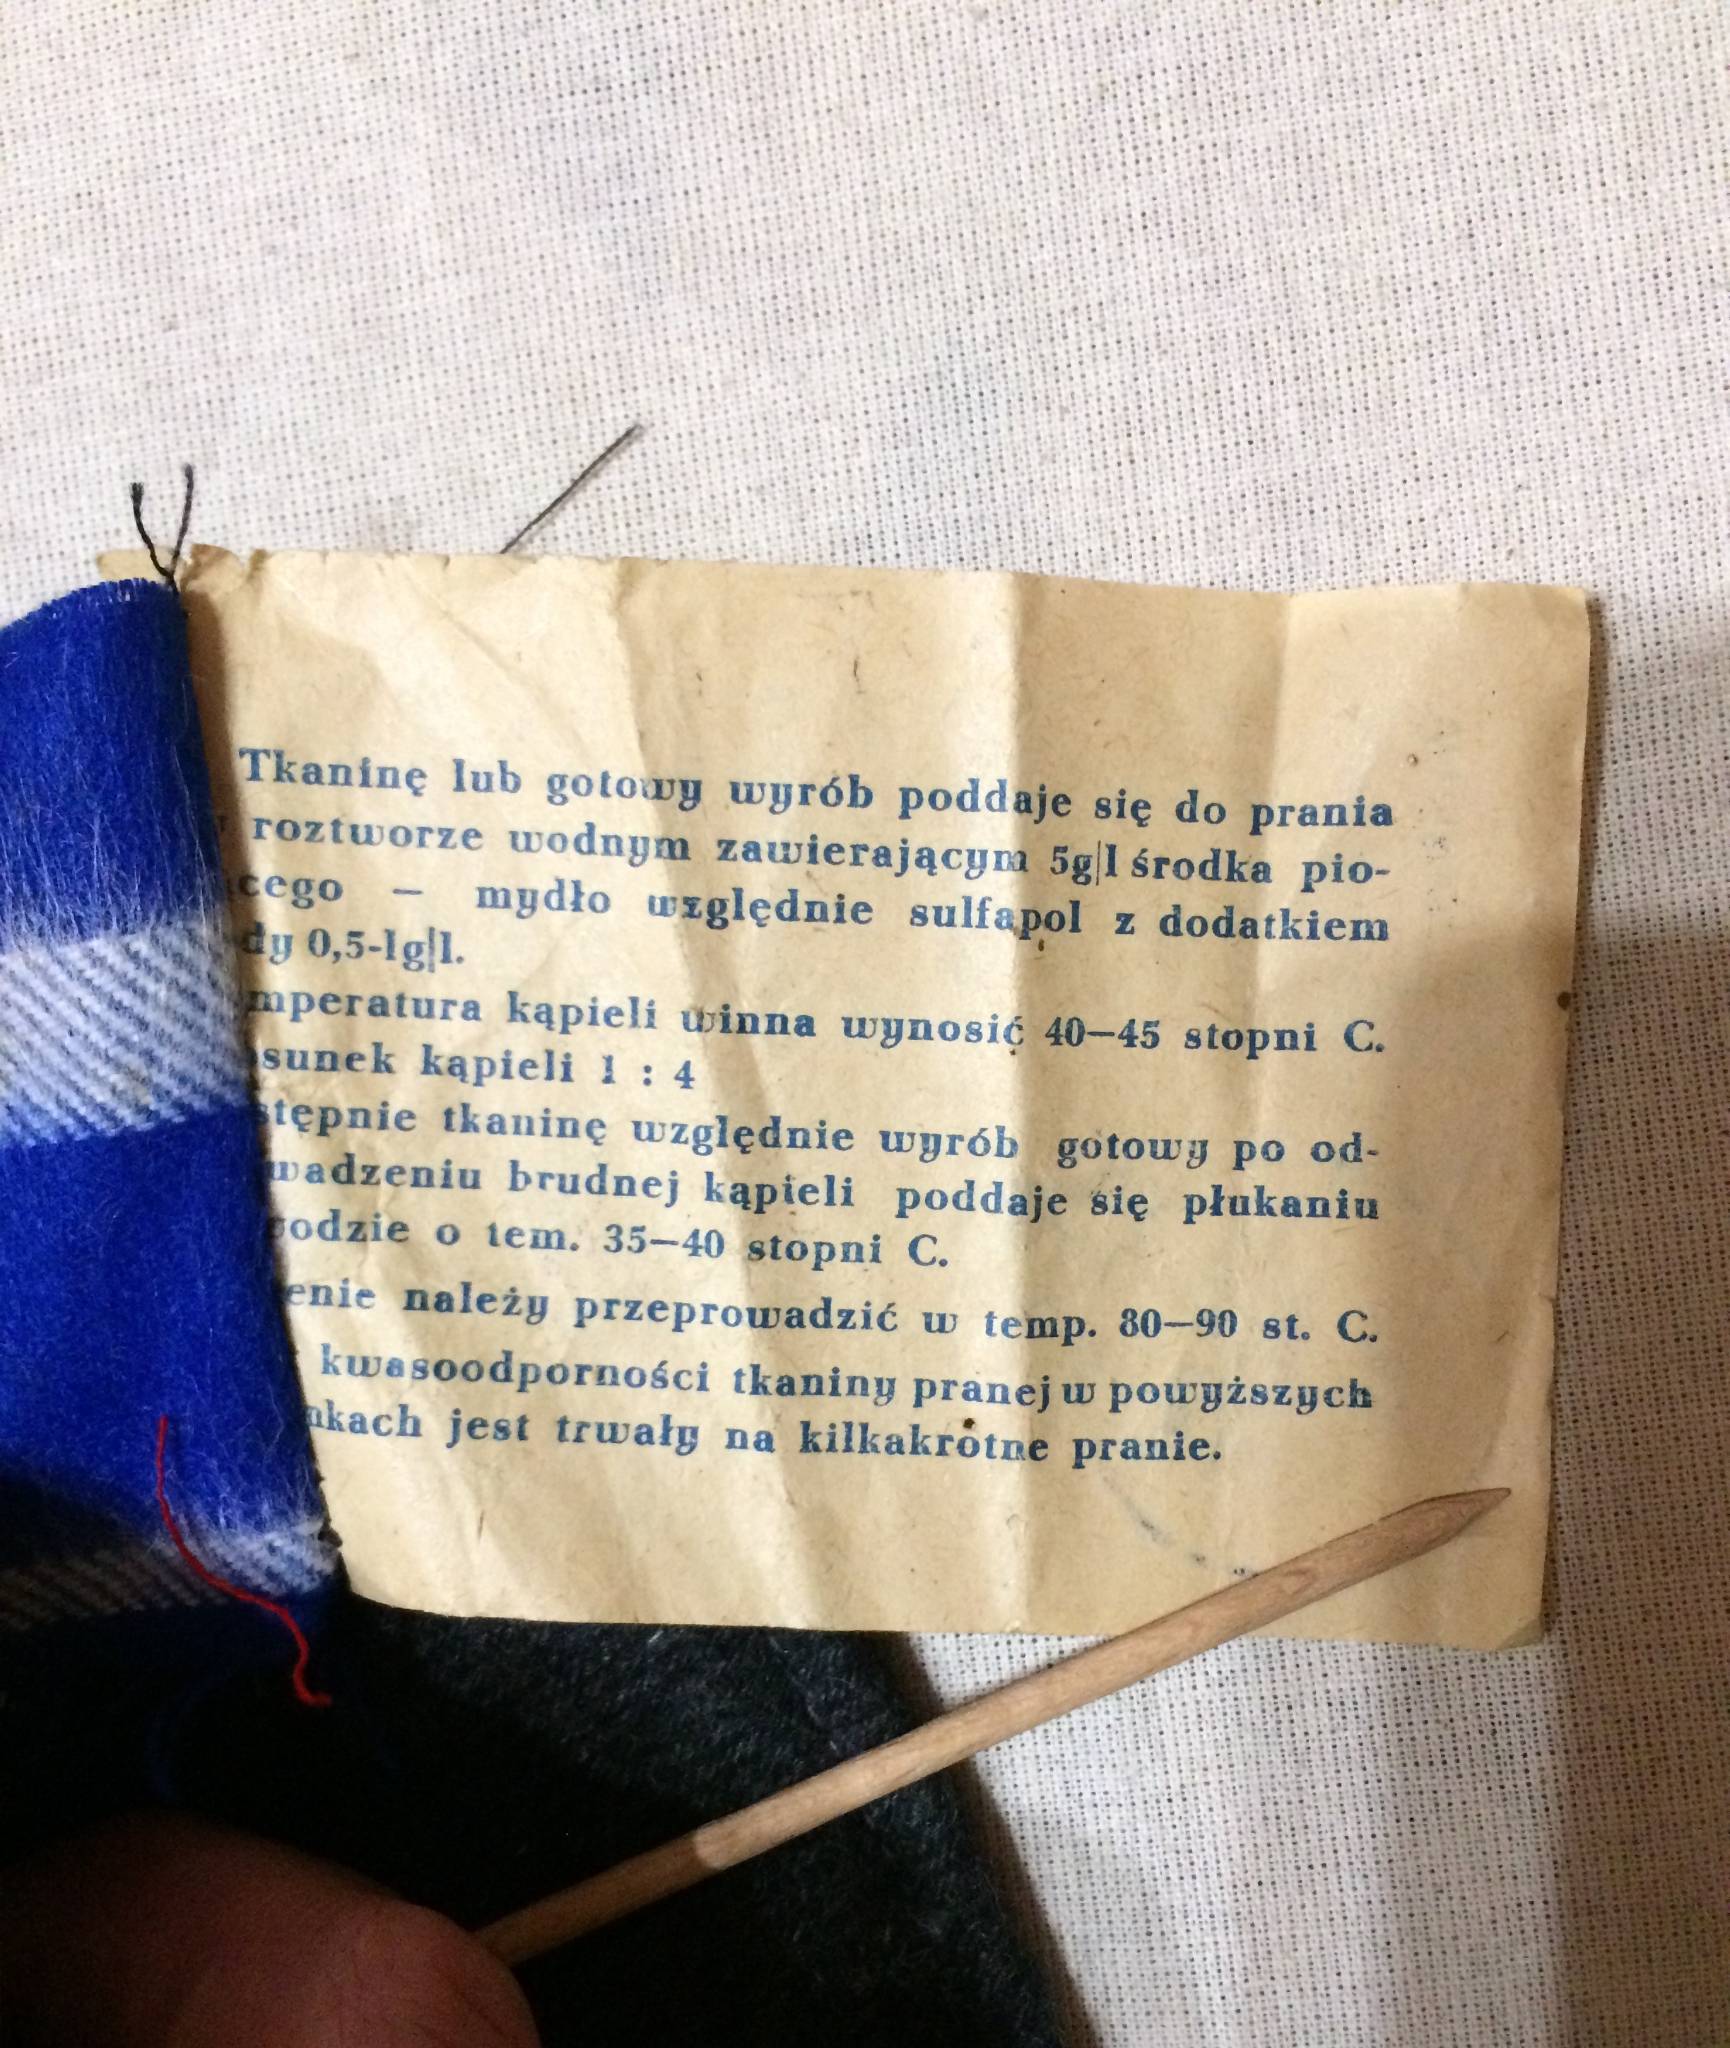 Tkaninę lub gotowy wyrób poddaje się do prania
roztworze wodnym zawierającym 5g|l środka pio-
cego — mydło względnie sulfapol z dodatkiem
dy 0,5-1g|l.
mperatura kąpieli winna wynosić 40—45 stopni C.
sunek kąpieli 1 : 4
stępnie tkaninę względnie wyrób gotowy po od-
wadzeniu brudnej kąpieli poddaje się płukaniu
odzie o tem. 35—40 stopni C.
enie należy przeprowadzić w temp. 80—90 st. C.
kwasoodporności tkaniny pranej w powyższych
nkach jest trwały na kilkakrotne pranie.